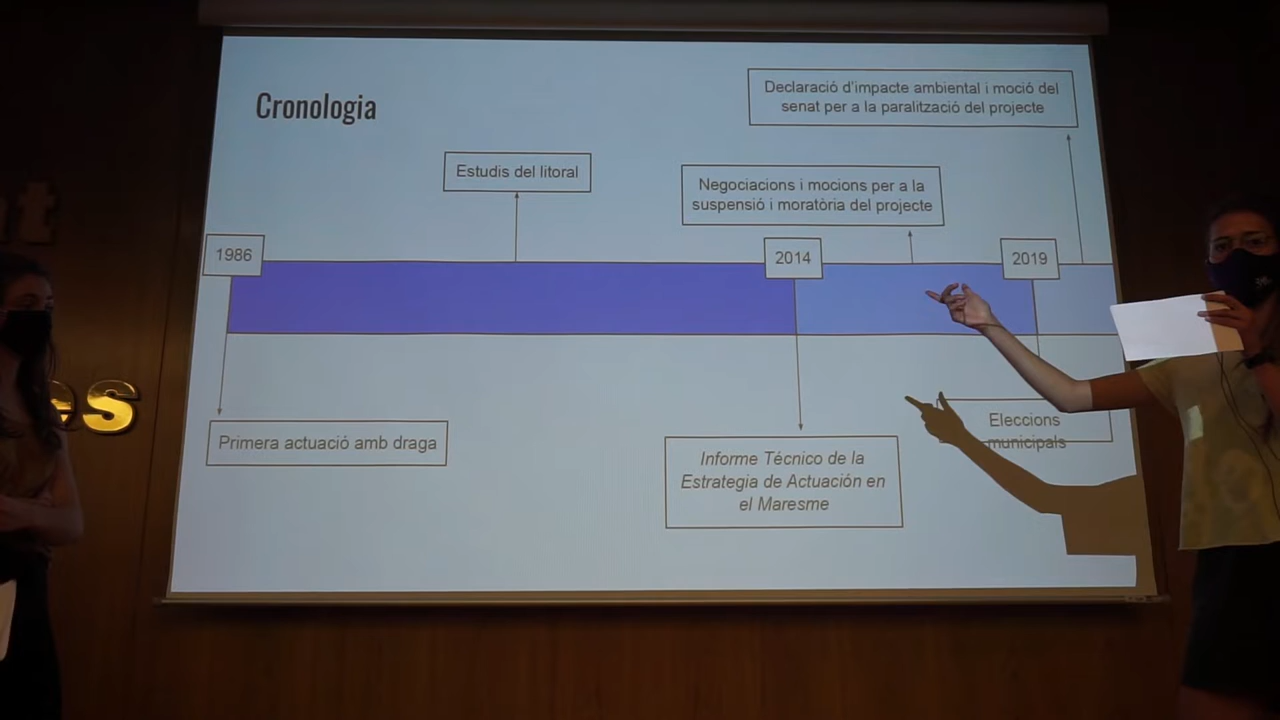 Cronologia
Declaració d'impacte ambiental i moció del
senat per a la paralització del projecte
Estudis del litoral
Negociacions i mocions per a la
suspensió i moratòria del projecte
1986
2014
2019
Primera actuació amb draga
Informe Técnico de la
Estrategia de Actuación en
el Maresme
Eleccions
municipals
es